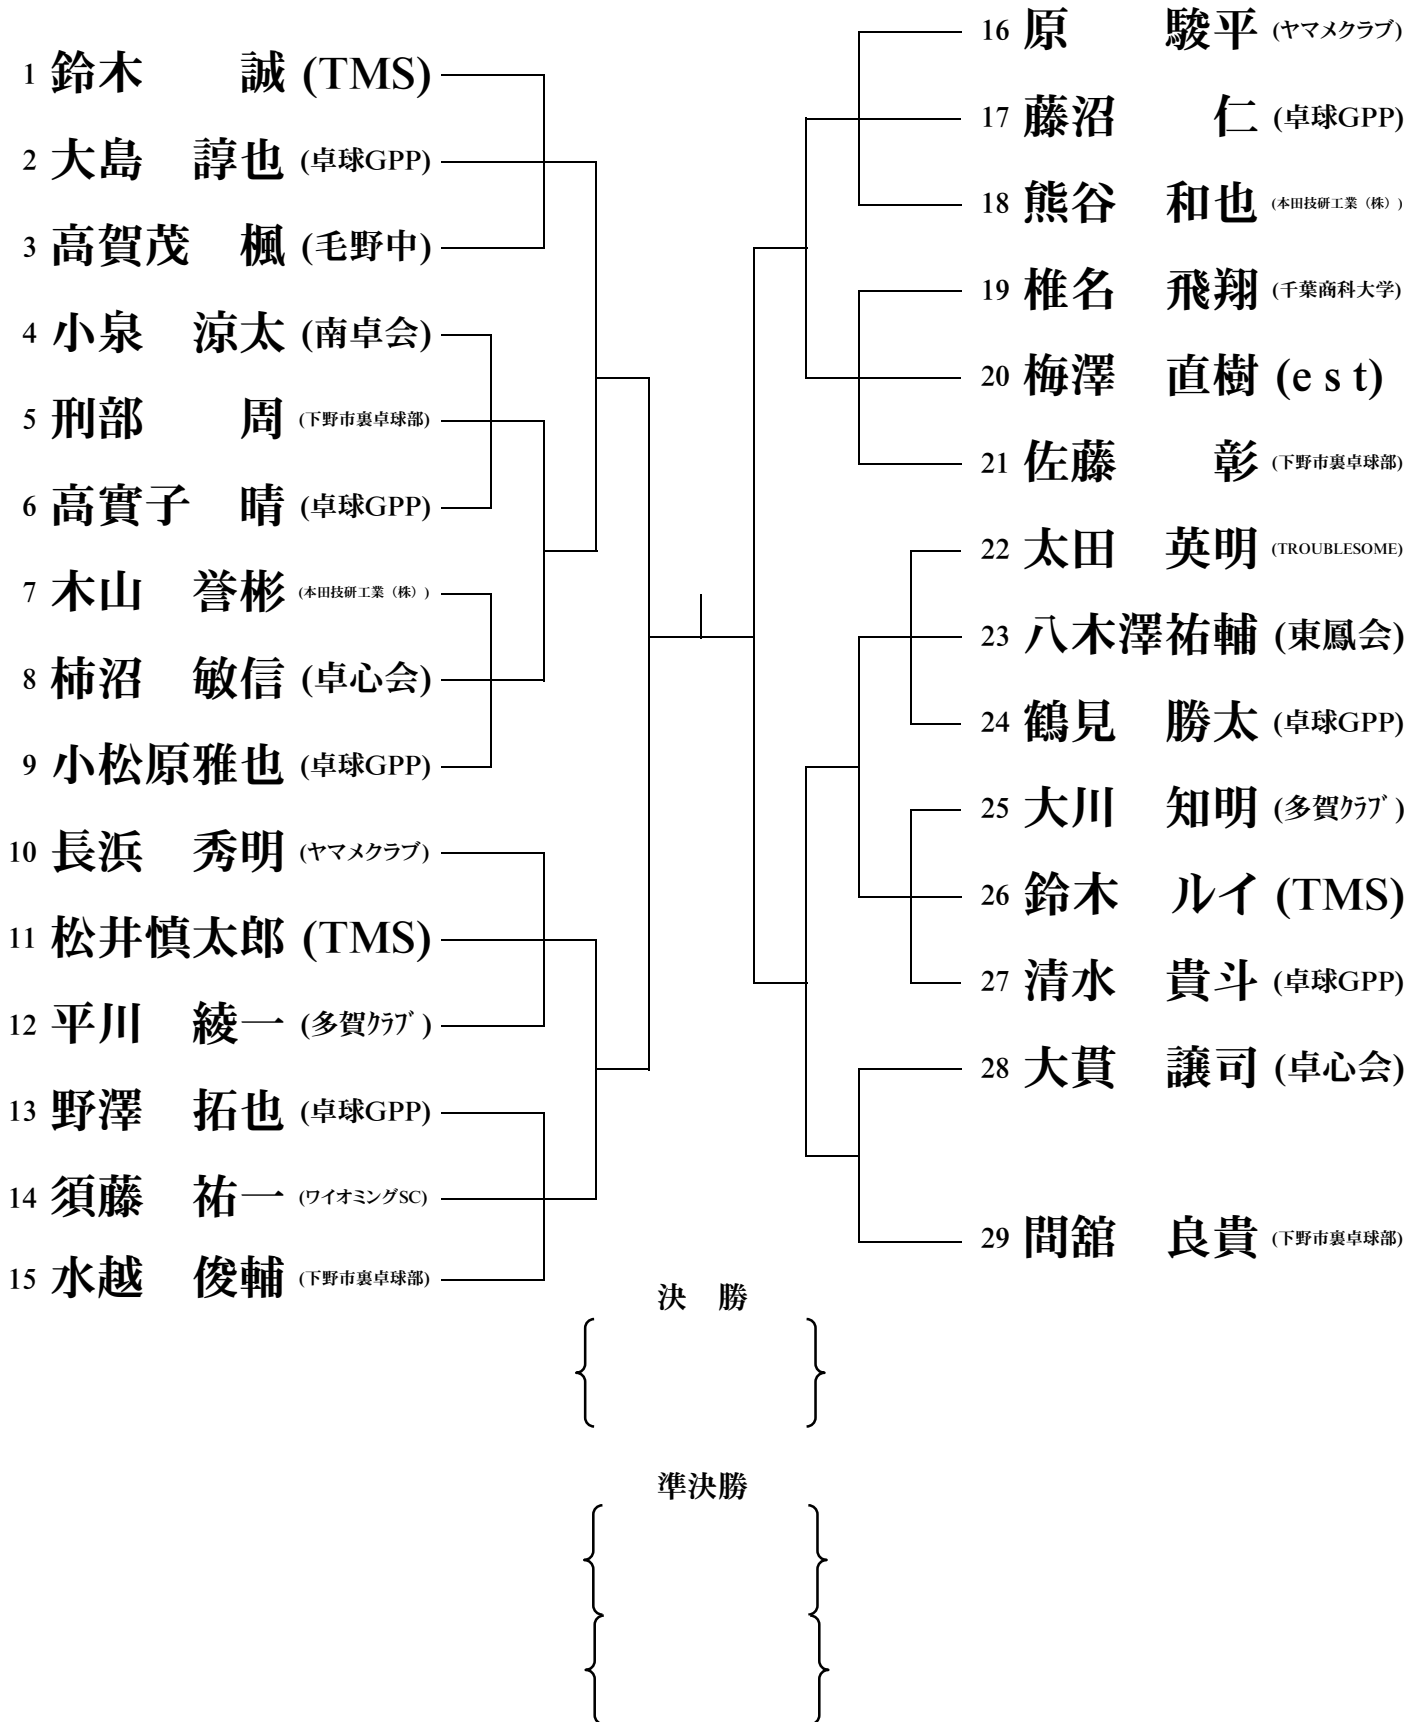 1 鈴木　　誠 (TMS)
2 大島　諄也 (卓球GPP)
3 高賀茂　楓 (毛野中)
4 小泉　涼太 (南卓会)
5 刑部　　周 (下野市裏卓球部)
6 高實子　晴 (卓球GPP)
7 木山　誉彬 (本田技研工業（株）)
8 柿沼　敏信 (卓心会)
9 小松原雅也 (卓球GPP)
10 長浜　秀明 (ヤマメクラブ)
11 松井慎太郎 (TMS)
12 平川　綾一 (多賀ｸﾗﾌﾞ)
13 野澤　拓也 (卓球GPP)
14 須藤　祐一 (ワイオミングSC)
15 水越　俊輔 (下野市裏卓球部)
16 原　　駿平 (ヤマメクラブ)
17 藤沼　　仁 (卓球GPP)
18 熊谷　和也 (本田技研工業（株）)
19 椎名　飛翔 (千葉商科大学)
20 梅澤　直樹 (e s t)
21 佐藤　　彰 (下野市裏卓球部)
22 太田　英明 (TROUBLESOME)
23 八木澤祐輔 (東鳳会)
24 鶴見　勝太 (卓球GPP)
25 大川　知明 (多賀ｸﾗﾌﾞ)
26 鈴木　ルイ (TMS)
27 清水　貴斗 (卓球GPP)
28 大貫　譲司 (卓心会)
29 間舘　良貴 (下野市裏卓球部)
決　勝
準決勝